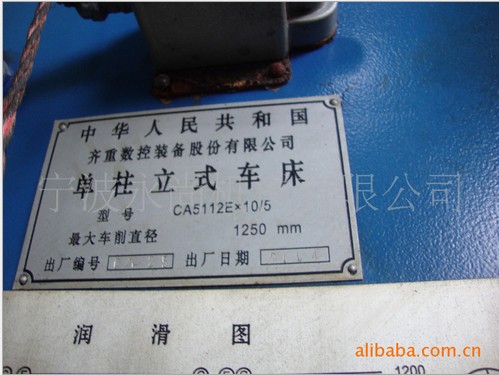 中华人民共和国
齐重数控装备股份有限公司
单柱立式车床
型号 CA5112E×10/5
最大车削直径 1250 mm
出厂编号 出厂日期
润滑图
1200
alibaba.com.cn